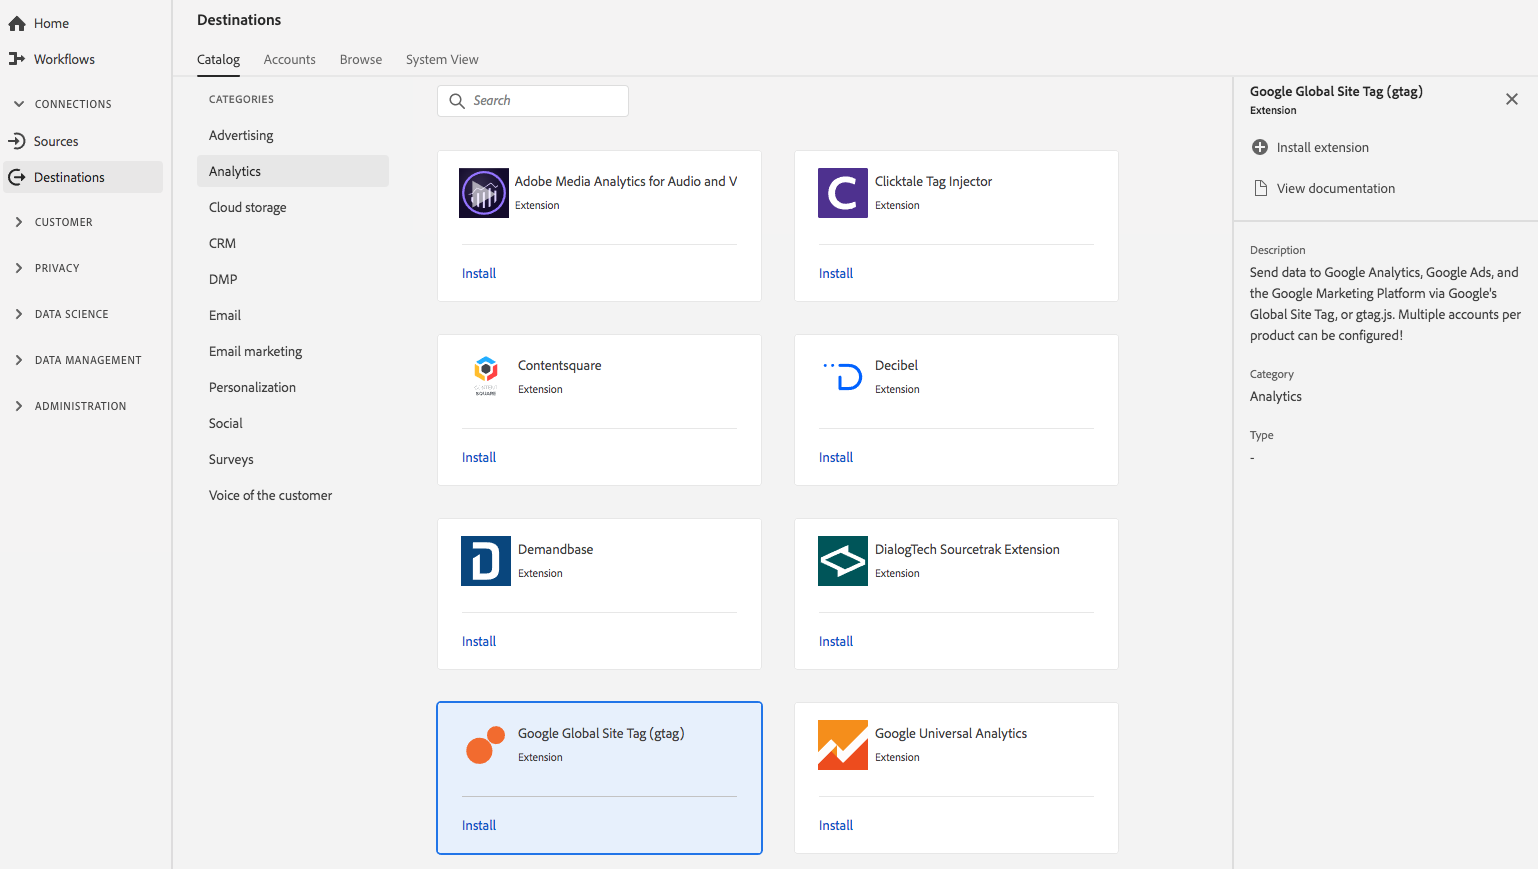 Home
Workflows
CONNECTIONS
Sources
Destinations
CUSTOMER
PRIVACY
DATA SCIENCE
DATA MANAGEMENT
ADMINISTRATION
Destinations
Catalog
Accounts
Browse
System View
CATEGORIES
Advertising
Analytics
Cloud storage
CRM
DMP
Email
Email marketing
Personalization
Social
Surveys
Voice of the customer
Search
Adobe Media Analytics for Audio and V
Extension
Install
C
Clicktale Tag Injector
Extension
Install
SQUARE
Contentsquare
Extension
Install
D
Decibel
Extension
Install
D
Demandbase
Extension
Install
DialogTech Sourcetrak Extension
Extension
Install
Google Global Site Tag (gtag)
Extension
Install
Google Universal Analytics
Extension
Install
Google Global Site Tag (gtag)
Extension
Install extension
View documentation
Description
Send data to Google Analytics, Google Ads, and
the Google Marketing Platform via Google's
Global Site Tag, or gtag.js. Multiple accounts per
product can be configured!
Category
Analytics
Type
-